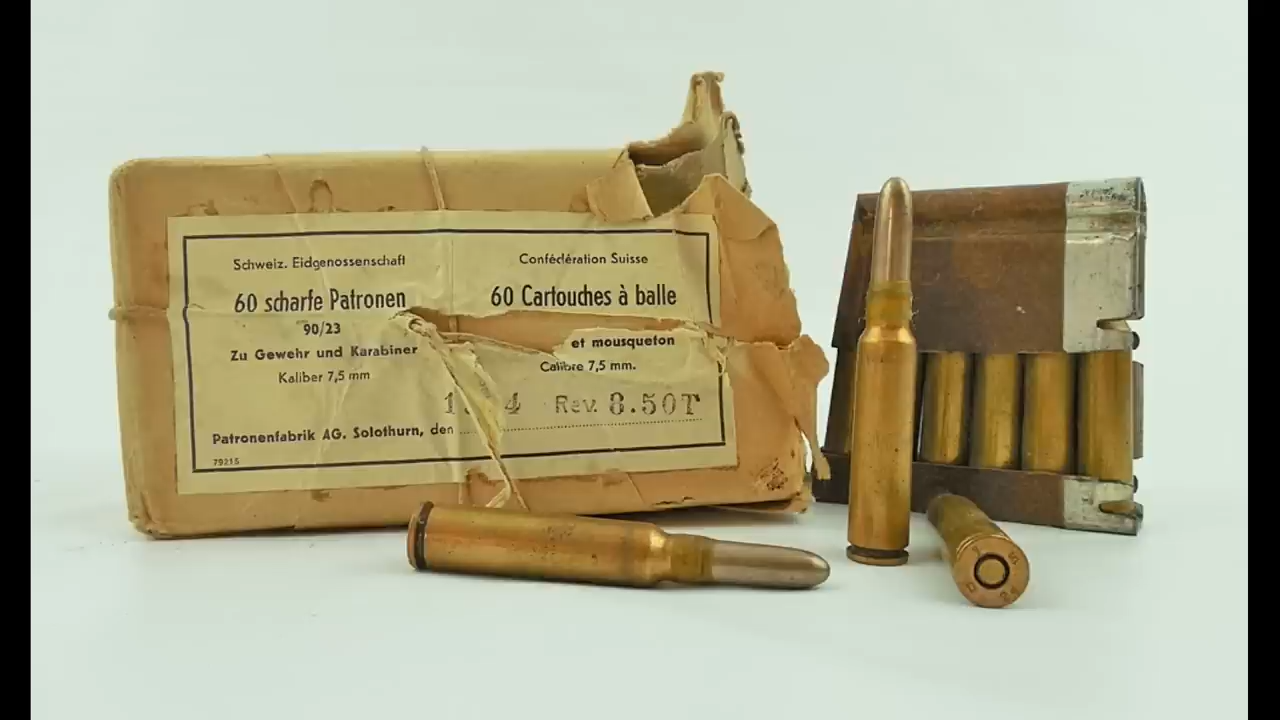 Schweiz. Eidgenossenschaft
60 scharfe Patronen
90/23
Zu Gewehr und Karabiner
Kaliber 7,5 mm
Confédération Suisse
60 Cartouches à balle
et mousqueton
Calibre 7,5 mm.
Rev. 8.50T
Patronenfabrik AG. Solothurn, den
79215